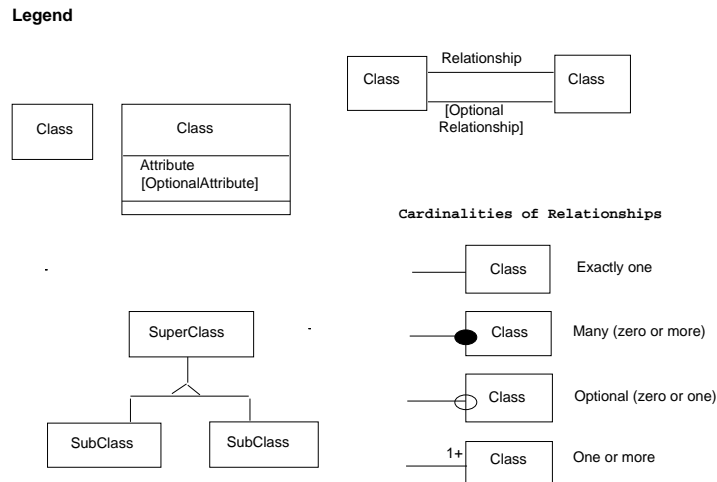 Legend
Relationship
Class
Class
[Optional
Relationship]
Class
Class
Attribute
[OptionalAttribute]
Cardinalities of Relationships
Class
Exactly one
SuperClass
Class
Many (zero or more)
Class
Optional (zero or one)
SubClass
SubClass
1+
Class
One or more